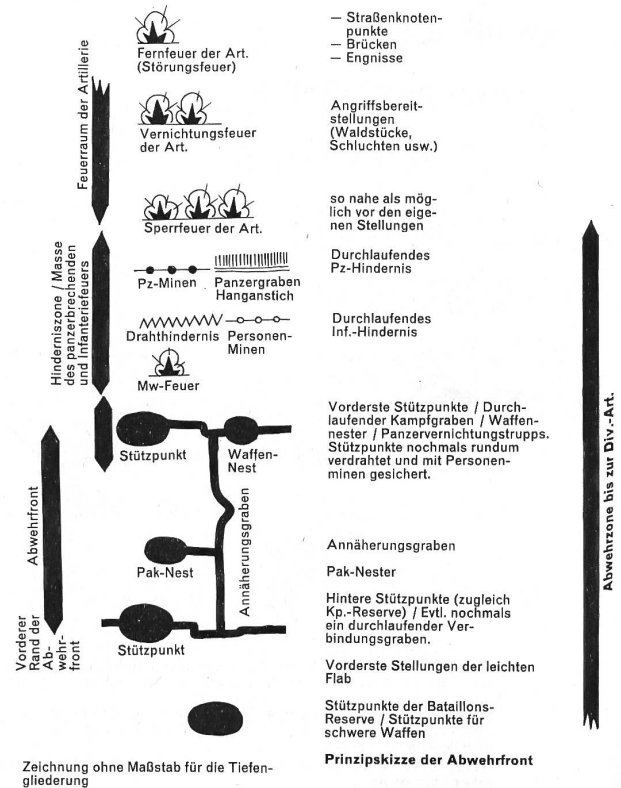 Feuerraum der Artillerie
Fernfeuer der Art.
(Störungsfeuer)
— Straßenknoten-
punkte
— Brücken
— Engnisse
Vernichtungsfeuer
der Art.
Angriffsbereit-
stellungen
(Waldstücke,
Schluchten usw.)
Sperrfeuer der Art.
so nahe als mög-
lich vor den eige-
nen Stellungen
Hinderniszone / Masse
des panzerbrechenden
und Infanteriefeuers
Pz-Minen
Panzergraben
Hanganstich
Durchlaufendes
Pz-Hindernis
Drahthindernis
Personen-
Minen
Durchlaufendes
Inf.-Hindernis
Mw-Feuer
Stützpunkt
Waffen-
Nest
Vorderste Stützpunkte / Durch-
laufender Kampfgraben / Waffen-
nester / Panzervernichtungstrupps.
Stützpunkte nochmals rundum
verdrahtet und mit Personen-
minen gesichert.
Abwehrfront
Annäherungsgraben
Annäherungsgraben
Pak-Nest
Pak-Nester
Vorderer
Rand der
Ab-
wehr-
front
Stützpunkt
Hintere Stützpunkte (zugleich
Kp.-Reserve) / Evtl. nochmals
ein durchlaufender Ver-
bindungsgraben.
Vorderste Stellungen der leichten
Flab
Stützpunkte der Bataillons-
Reserve / Stützpunkte für
schwere Waffen
Abwehrzone bis zur Div.-Art.
Zeichnung ohne Maßstab für die Tiefen-
gliederung
Prinzipskizze der Abwehrfront